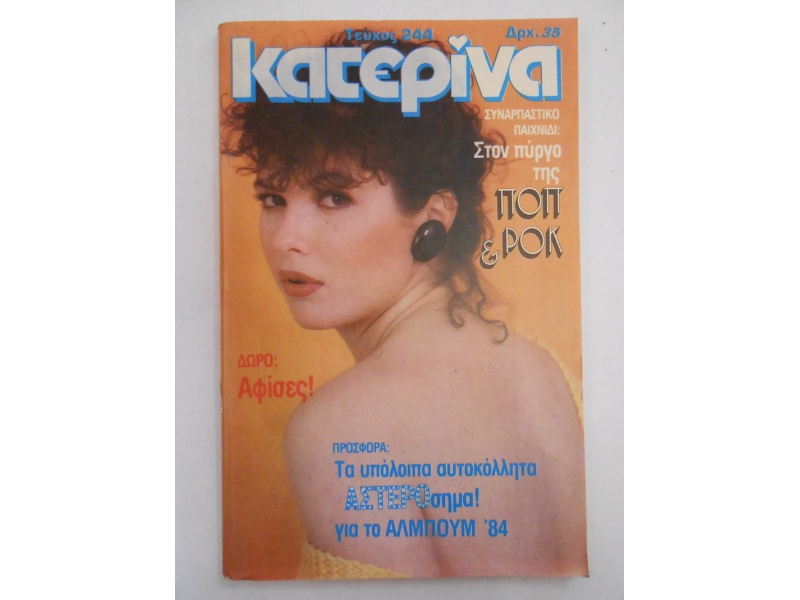 Τεύχος 244 Δρχ. 35
κατερίνα
ΣΥΝΑΡΠΑΣΤΙΚΟ
ΠΑΙΧΝΙΔΙ:
Στον πύργο
της
ΠΟΠ
& ΡΟΚ
ΔΩΡΟ:
Αφίσες!
ΠΡΟΣΦΟΡΑ:
Τα υπόλοιπα αυτοκόλλητα
ΑΣΤΕΡΟσημα!
για το ΑΛΜΠΟΥΜ '84